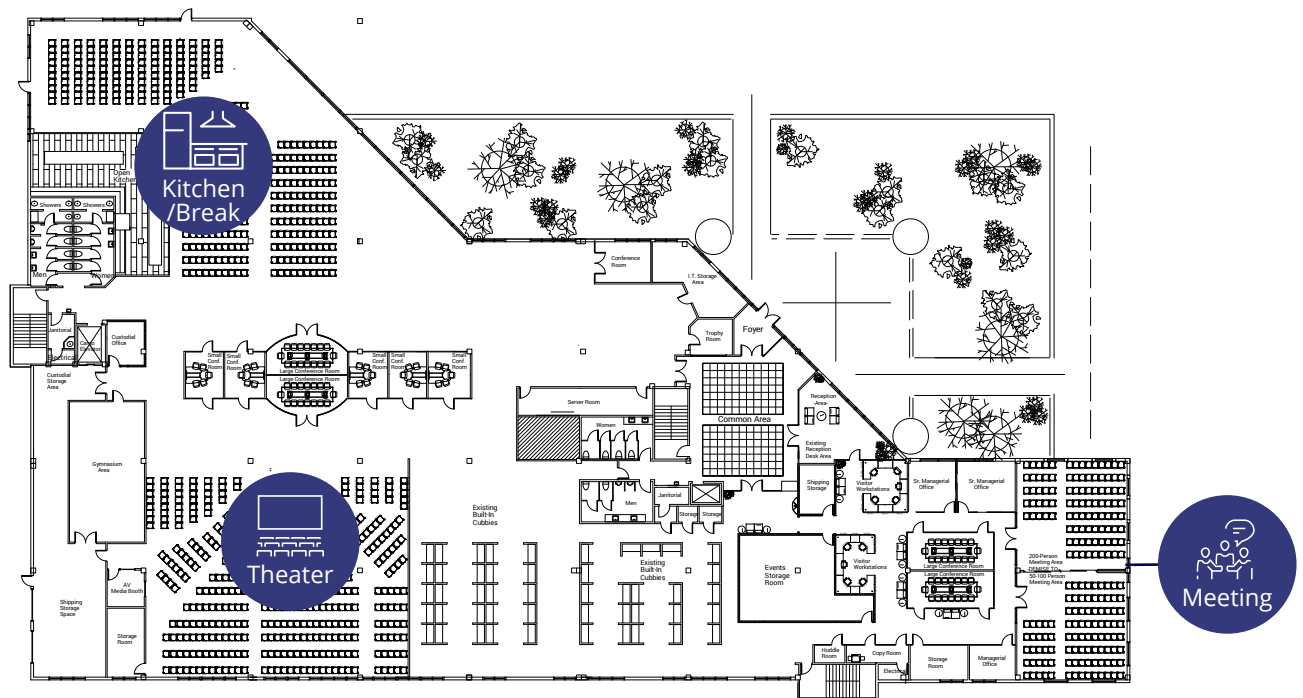 Open
Kitchen
Kitchen
/Break
Showers
Showers
Men
Women
Janitorial
Cargo
Elevator
Custodial
Office
Electrical
Custodial
Storage
Area
Small
Conf.
Room
Small
Conf.
Room
Large Conference Room
Large Conference Room
Small
Conf.
Room
Small
Conf.
Room
Small
Conf.
Room
Conference
Room
I.T. Storage
Area
Trophy
Room
Foyer
Server Room
Women
Common Area
Reception
-Area-
Existing
Reception
Desk Area
Gymnasium
Area
Theater
AV
Media Booth
Shipping
Storage
Space
Storage
Room
Existing
Built-In
Cubbies
Men
Janitorial
Storage
Storage
Existing
Built-In
Cubbies
Shipping
Storage
Visitor
Workstations
Sr. Managerial
Office
Sr. Managerial
Office
Events
Storage
Room
Visitor
Workstations
Large Conference Room
Large Conference Room
200-Person
Meeting Area
DEMISE TO
50-100 Person
Meeting Area
Meeting
Huddle
Room
Copy Room
Electrical
Storage
Room
Managerial
Office